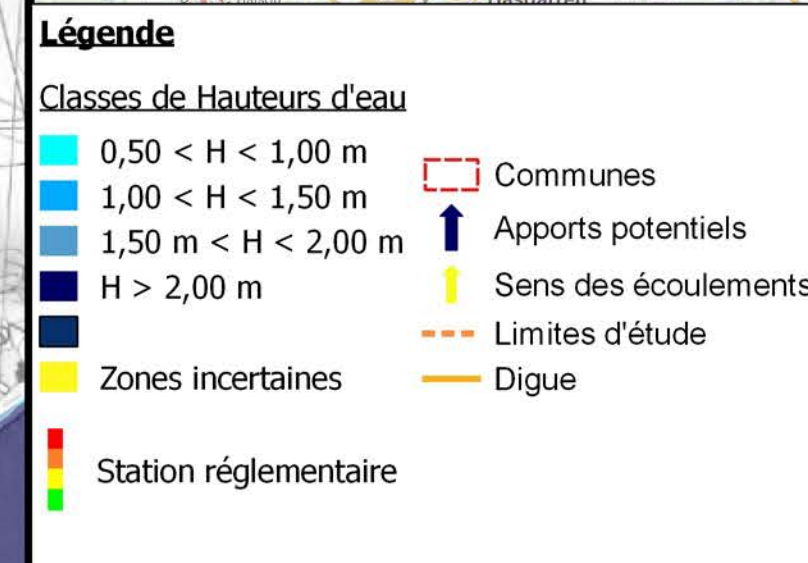 Légende
Classes de Hauteurs d'eau
0,50 < H < 1,00 m
1,00 < H < 1,50 m
1,50 m < H < 2,00 m
H > 2,00 m
Zones incertaines
Station réglementaire
Communes
Apports potentiels
Sens des écoulements
Limites d'étude
Digue